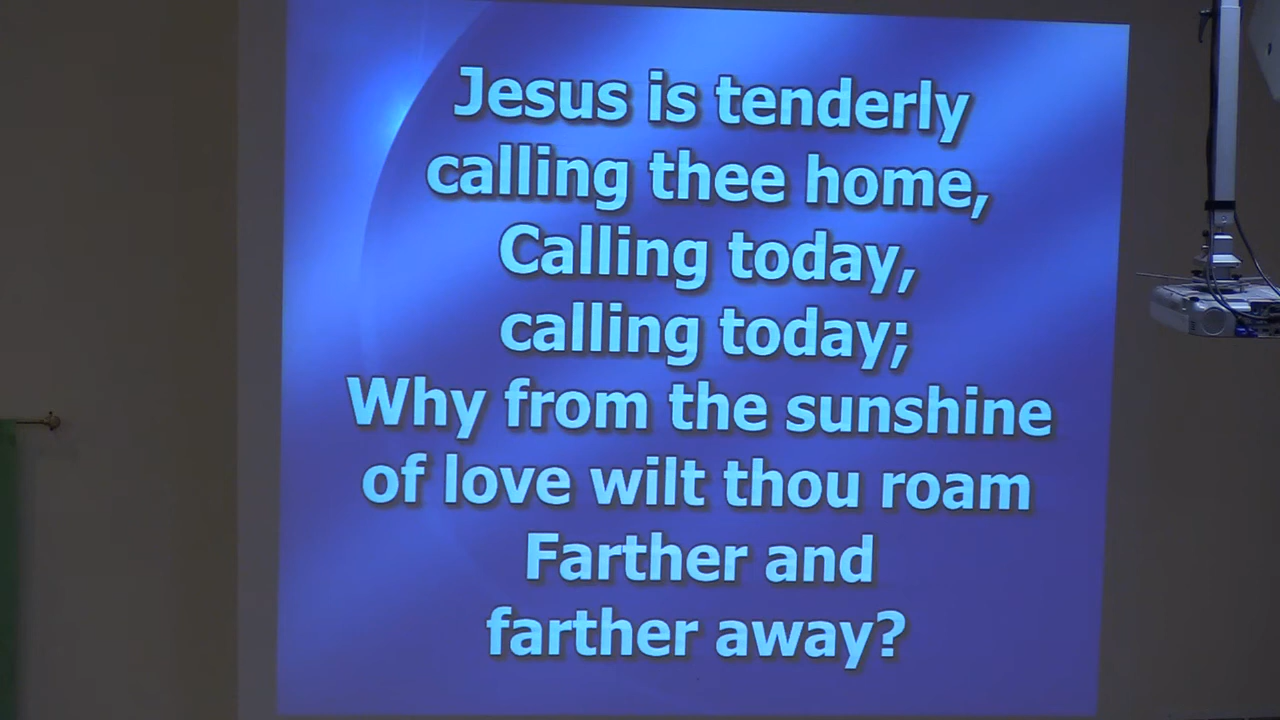 Jesus is tenderly
calling thee home,
Calling today,
calling today;
Why from the sunshine
of love wilt thou roam
Farther and
farther away?